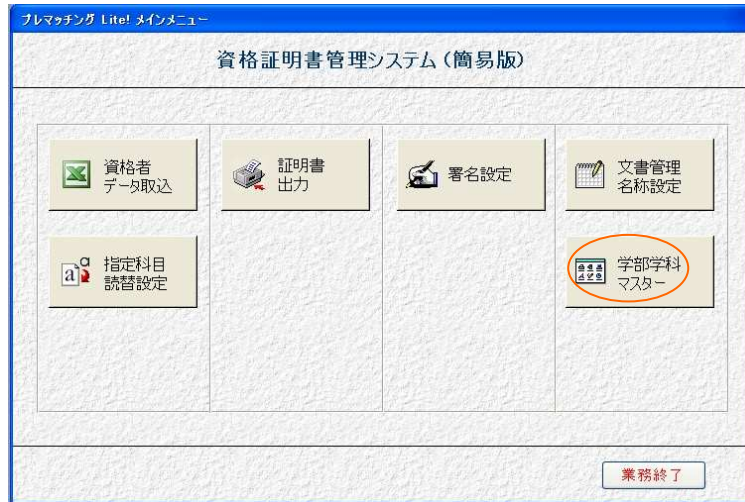 プレマッチング Lite! メインメニュー
資格証明書管理システム（簡易版）
資格者
データ取込
証明書
出力
署名設定
文書管理
名称設定
指定科目
読替設定
学部学科
マスター
業務終了